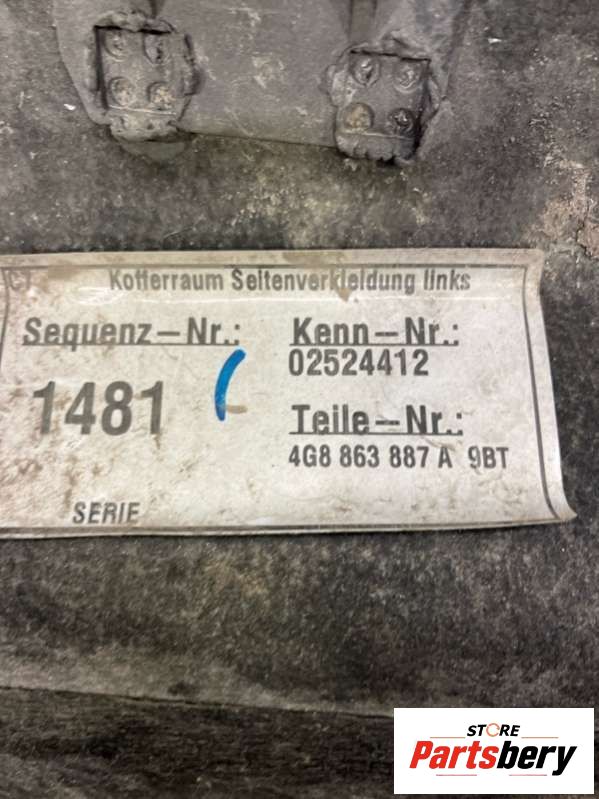 Kofferraum Seitenverkleidung links
Sequenz-Nr.:
1481
Kenn-Nr.:
02524412
Teile-Nr.:
4G8 863 887 A 9BT
SERIE
STORE
Partsbery